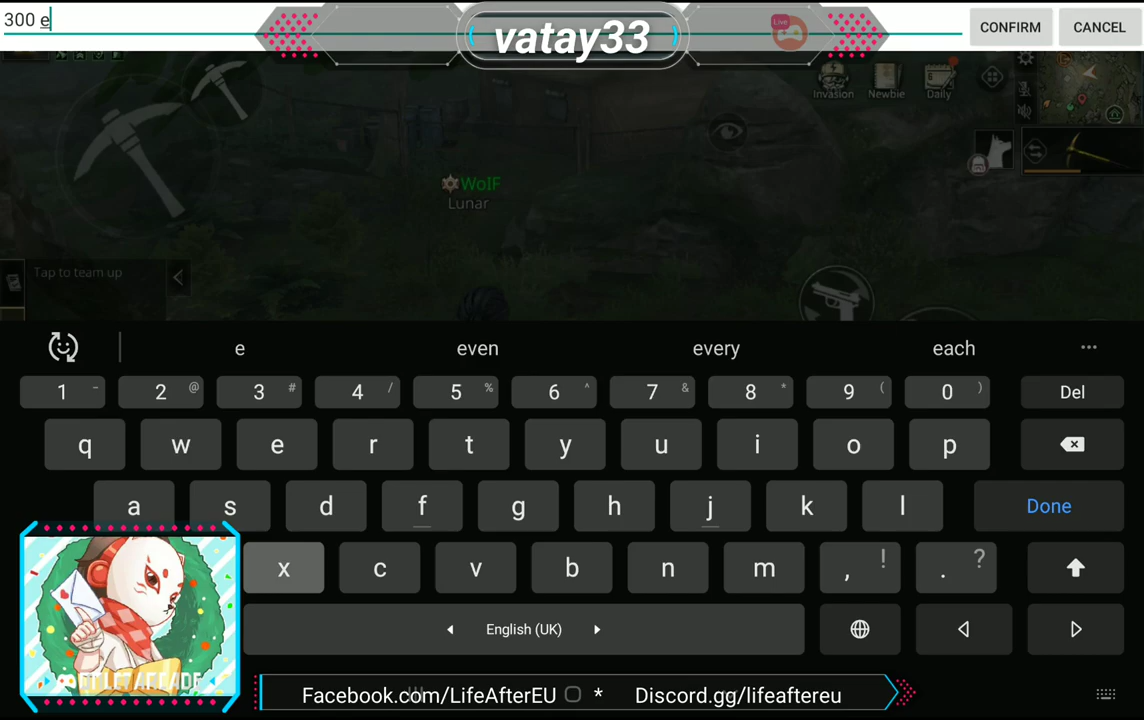 300 e
vatay33
Live
CONFIRM
CANCEL
Invasion
Newbie
Daily
WolF
Lunar
Tap to team up
e even every each ...
1 - 2 @ 3 # 4 / 5 % 6 ^ 7 & 8 * 9 ( 0 ) Del
q w e r t y u i o p
a s d f g h j k l Done
x c v b n m , ! . ?
English (UK)
Facebook.com/LifeAfterEU * Discord.gg/lifeaftereu